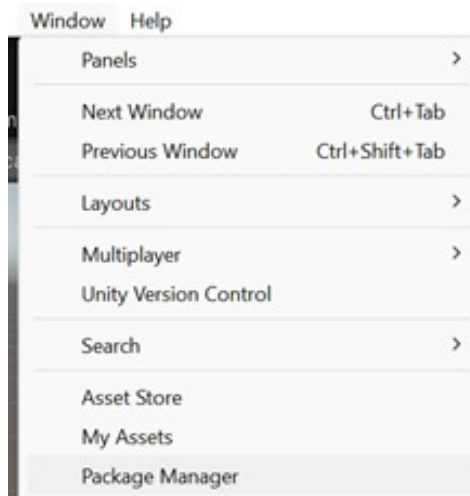 Window Help
Panels
Next Window Ctrl+Tab
Previous Window Ctrl+Shift+Tab
Layouts
Multiplayer
Unity Version Control
Search
Asset Store
My Assets
Package Manager